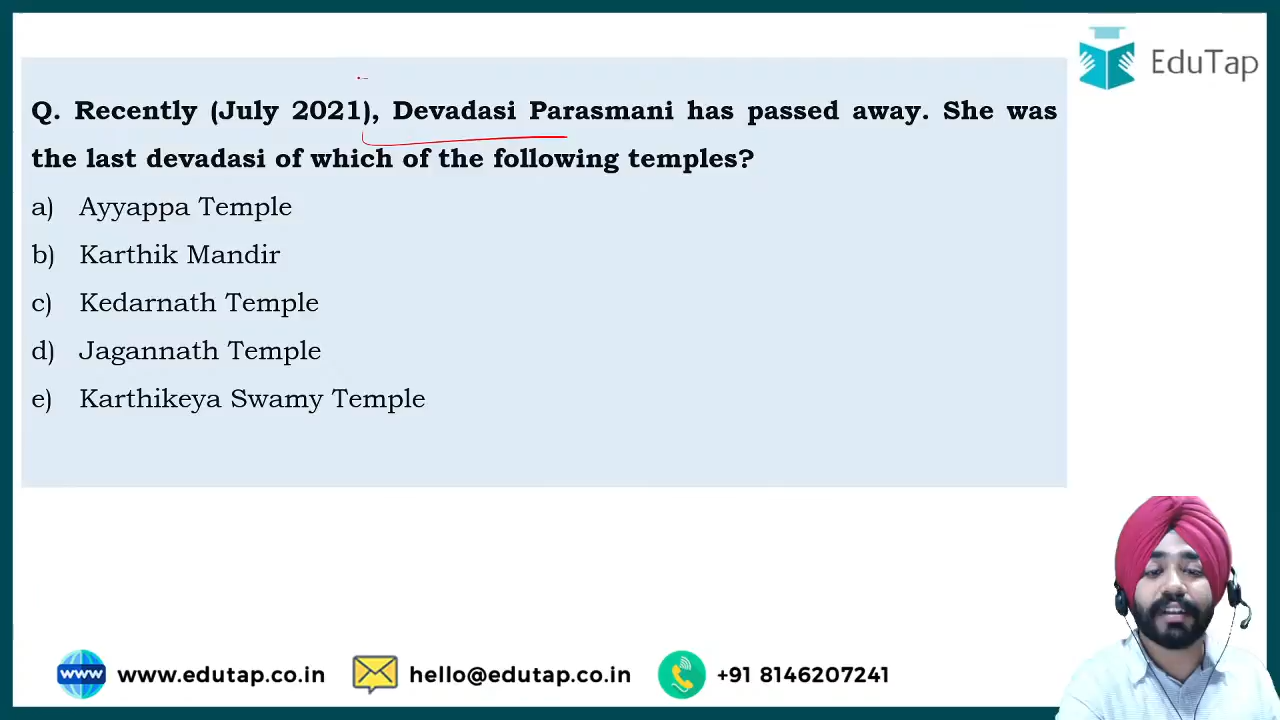 EduTap
Q. Recently (July 2021), Devadasi Parasmani has passed away. She was
the last devadasi of which of the following temples?
a) Ayyappa Temple
b) Karthik Mandir
c) Kedarnath Temple
d) Jagannath Temple
e) Karthikeya Swamy Temple
www www.edutap.co.in hello@edutap.co.in +91 8146207241